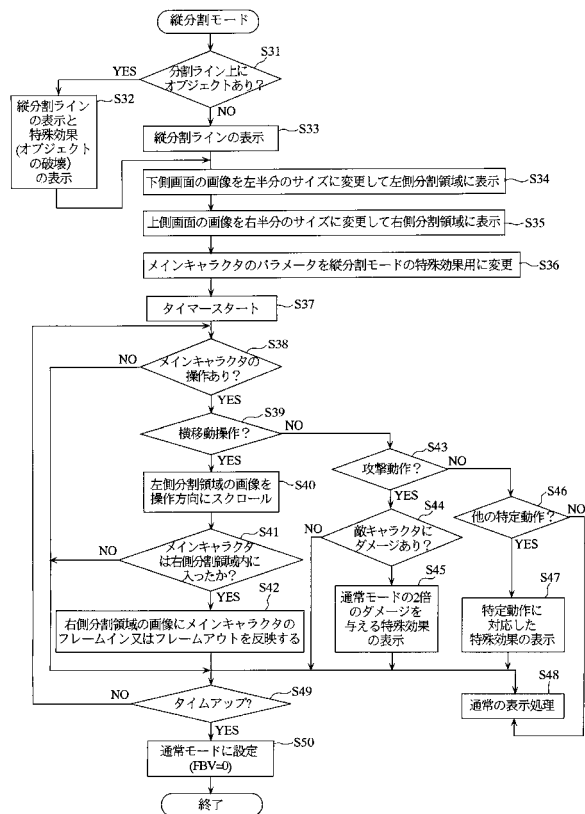 縦分割モード
S31
分割ライン上に
オブジェクトあり?
YES
NO
S32
縦分割ライン
の表示と
特殊効果
(オブジェクト
の破壊)
の表示
S33
縦分割ラインの表示
S34
下側画面の画像を左半分のサイズに変更して左側分割領域に表示
S35
上側画面の画像を右半分のサイズに変更して右側分割領域に表示
S36
メインキャラクタのパラメータを縦分割モードの特殊効果用に変更
S37
タイマースタート
S38
メインキャラクタの
操作あり?
NO
YES
S39
横移動操作?
NO
YES
S40
左側分割領域の画像を
操作方向にスクロール
S41
メインキャラクタ
は右側分割領域内に
入ったか?
NO
YES
S42
右側分割領域の画像にメインキャラクタの
フレームイン又はフレームアウトを反映する
S43
攻撃動作?
NO
YES
S44
敵キャラクタに
ダメージあり?
NO
YES
S45
通常モードの2倍
のダメージを
与える特殊効果
の表示
S46
他の特定動作?
NO
YES
S47
特定動作に
対応した
特殊効果の表示
S48
通常の表示処理
S49
タイムアップ?
NO
YES
S50
通常モードに設定
(FBV=0)
終了